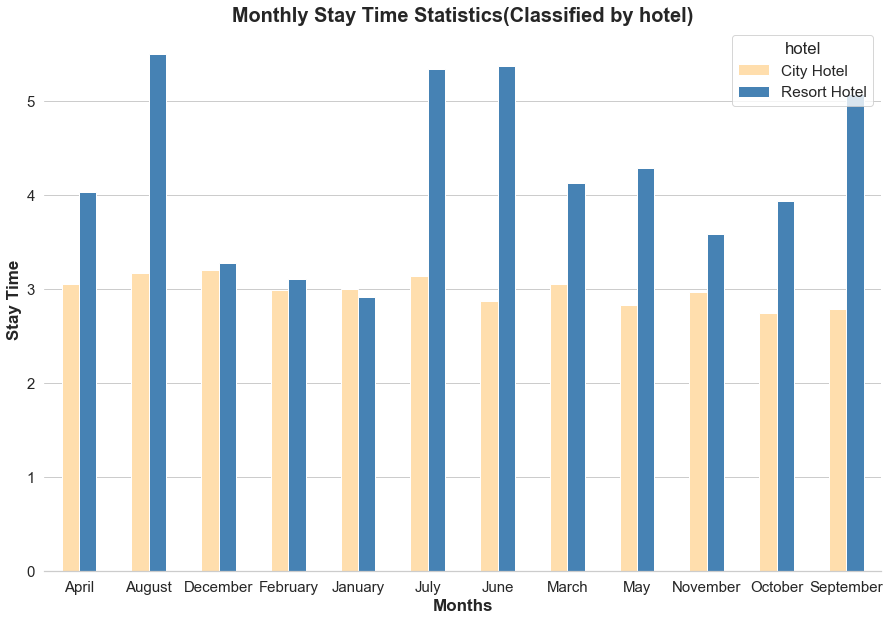 Monthly Stay Time Statistics(Classified by hotel)
hotel
City Hotel
Resort Hotel
Stay Time
5
4
3
2
1
0
April August December February January July June March May November October September
Months